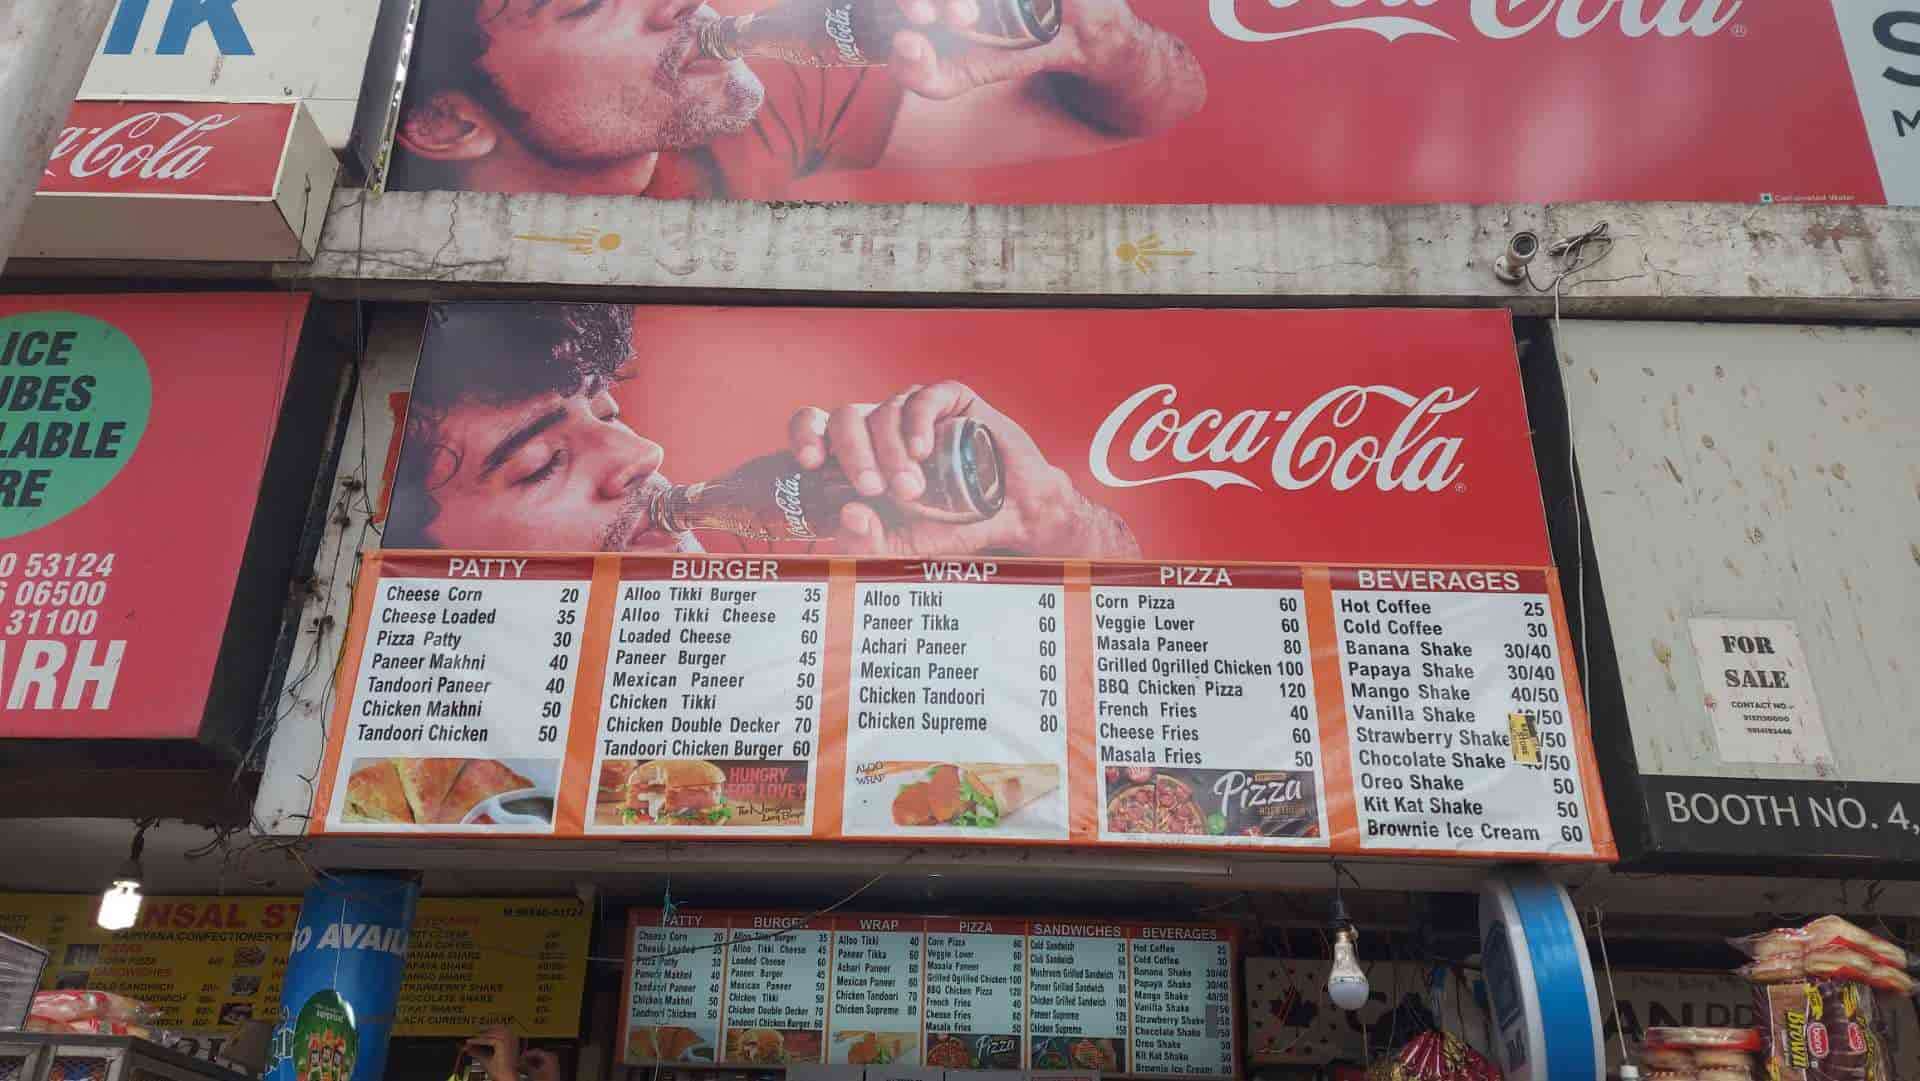 IK
Coca-Cola
Coca-Cola
a-Cola
S
M
Carbonated Water
ICE
UBES
LABLE
RE
0 53124
06500
31100
ARH
Coca-Cola
Coca-Cola
PATTY
Cheese Corn 20
Cheese Loaded 35
Pizza Patty 30
Paneer Makhni 40
Tandoori Paneer 40
Chicken Makhni 50
Tandoori Chicken 50
BURGER
Alloo Tikki Burger 35
Alloo Tikki Cheese 45
Loaded Cheese 60
Paneer Burger 45
Mexican Paneer 50
Chicken Tikki 50
Chicken Double Decker 70
Tandoori Chicken Burger 60
HUNGRY
FOR LOVE?
WRAP
Alloo Tikki 40
Paneer Tikka 60
Achari Paneer 60
Mexican Paneer 60
Chicken Tandoori 70
Chicken Supreme 80
ALOO
WRAP
PIZZA
Corn Pizza 60
Veggie Lover 60
Masala Paneer 80
Grilled Ogrilled Chicken 100
BBQ Chicken Pizza 120
French Fries 40
Cheese Fries 60
Masala Fries 50
Pizza
BEVERAGES
Hot Coffee 25
Cold Coffee 30
Banana Shake 30/40
Papaya Shake 30/40
Mango Shake 40/50
Vanilla Shake /50
Strawberry Shake /50
Chocolate Shake /50
Oreo Shake 50
Kit Kat Shake 50
Brownie Ice Cream 60
FOR
SALE
CONTACT NO.-
BOOTH NO. 4,
NSAL ST
O AVAIL
PATTY
Cheese Corn 20
Cheese Loaded 35
Pizza Patty 30
Paneer Makhni 40
Tandoori Paneer 40
Chicken Makhni 50
Tandoori Chicken 50
BURGER
Alloo Tikki Burger 35
Alloo Tikki Cheese 45
Loaded Cheese 60
Paneer Burger 45
Mexican Paneer 50
Chicken Tikki 50
Chicken Double Decker 70
Tandoori Chicken Burger 60
WRAP
Alloo Tikki 40
Paneer Tikka 60
Achari Paneer 60
Mexican Paneer 60
Chicken Tandoori 70
Chicken Supreme 80
PIZZA
Corn Pizza 60
Veggie Lover 60
Masala Paneer 80
Grilled Ogrilled Chicken 100
BBQ Chicken Pizza 120
French Fries 40
Cheese Fries 60
Masala Fries 50
Pizza
SANDWICHES
Cold Sandwich 25
Club Sandwich
Mushroom Grilled Sandwich 70
Paneer Grilled Sandwich
Chicken Grilled Sandwich 100
Paneer Supreme
Chicken Supreme 150
BEVERAGES
Hot Coffee 25
Cold Coffee 30
Banana Shake 30/40
Papaya Shake 30/40
Mango Shake 40/50
Vanilla Shake /50
Strawberry Shake /50
Chocolate Shake /50
Oreo Shake 50
Kit Kat Shake 50
Brownie Ice Cream 60
bonn
BROWN